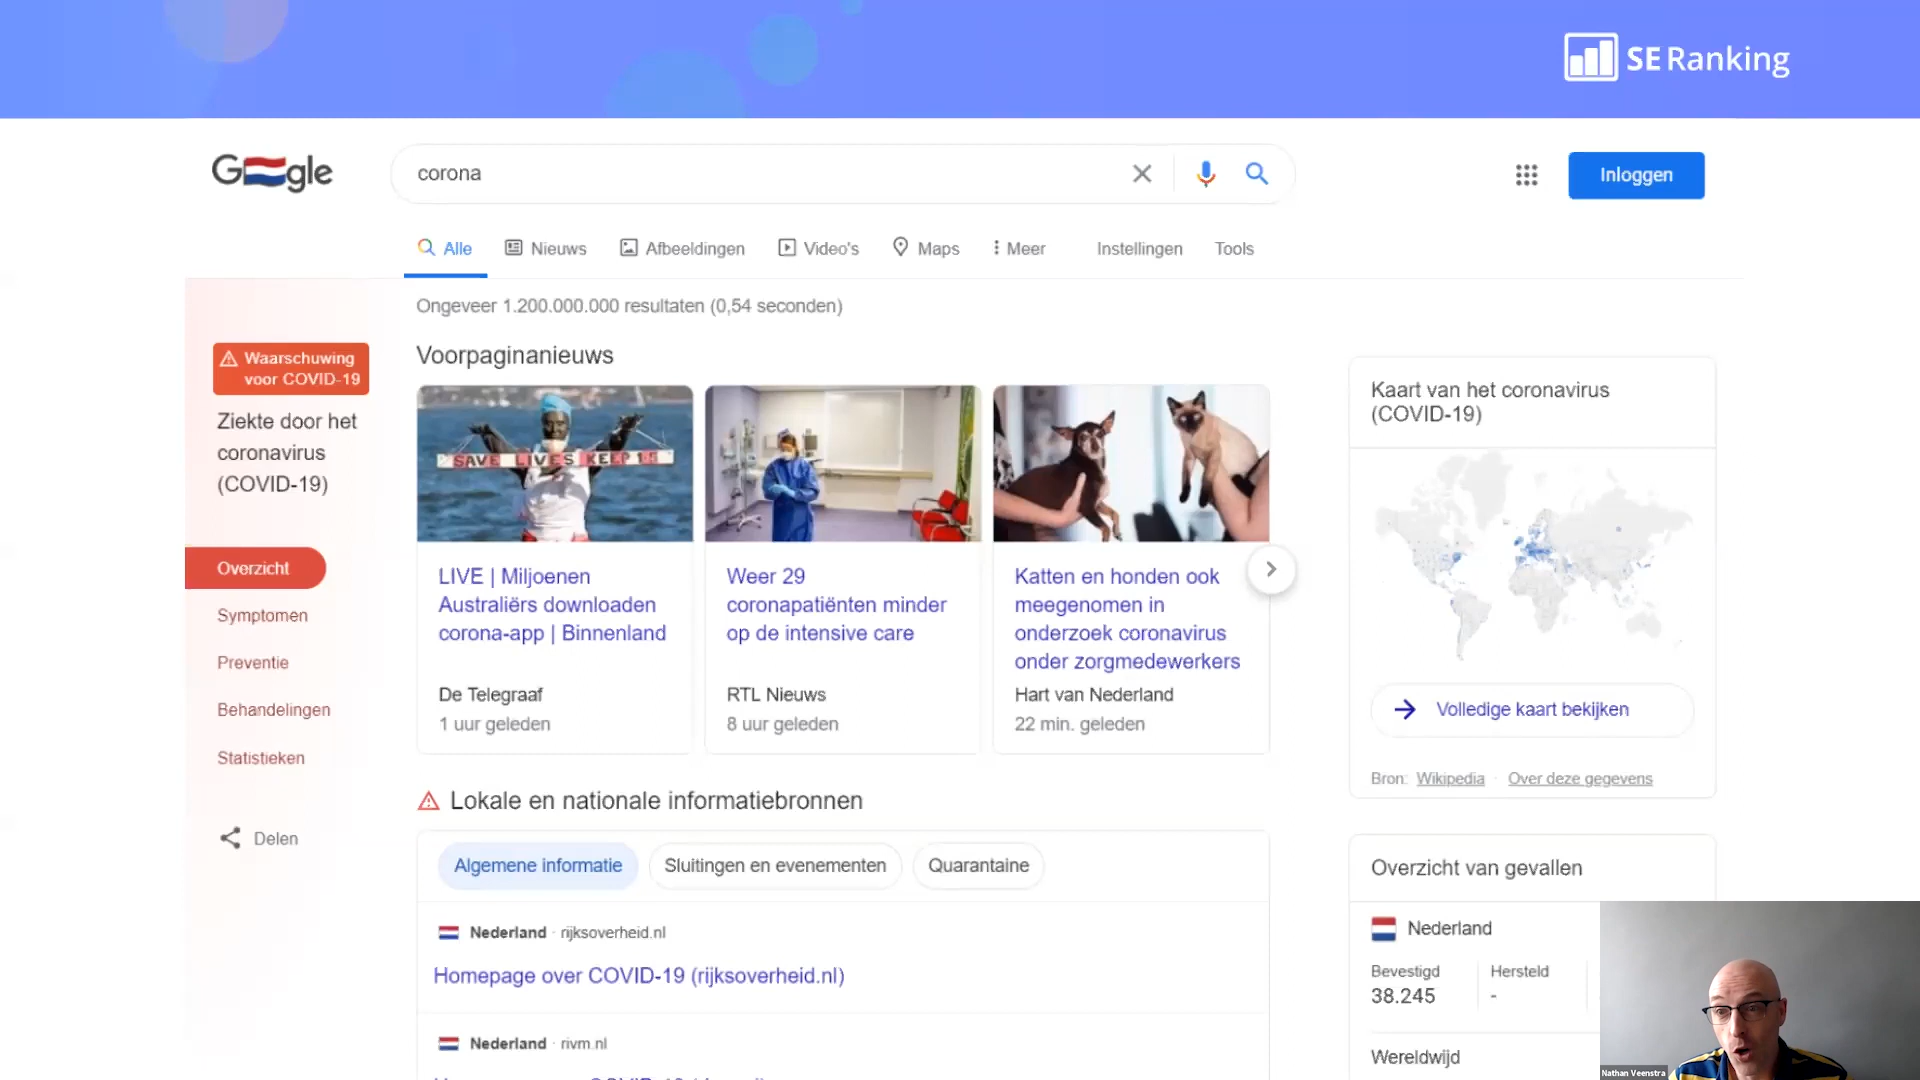 SE Ranking
Google
corona
Inloggen
Alle
Nieuws
Afbeeldingen
Video's
Maps
Meer
Instellingen
Tools
Ongeveer 1.200.000.000 resultaten (0,54 seconden)
Waarschuwing
voor COVID-19
Ziekte door het
coronavirus
(COVID-19)
Overzicht
Symptomen
Preventie
Behandelingen
Statistieken
Delen
Voorpaginanieuws
SAVE LIVES KEEP
LIVE | Miljoenen
Australiërs downloaden
corona-app | Binnenland
De Telegraaf
1 uur geleden
Weer 29
coronapatiënten minder
op de intensive care
RTL Nieuws
8 uur geleden
Katten en honden ook
meegenomen in
onderzoek coronavirus
onder zorgmedewerkers
Hart van Nederland
22 min. geleden
Lokale en nationale informatiebronnen
Algemene informatie
Sluitingen en evenementen
Quarantaine
Nederland · rijksoverheid.nl
Homepage over COVID-19 (rijksoverheid.nl)
Nederland · rivm.nl
Kaart van het coronavirus
(COVID-19)
Volledige kaart bekijken
Bron: Wikipedia · Over deze gegevens
Overzicht van gevallen
Nederland
Bevestigd
38.245
Hersteld
-
Wereldwijd
Nathan Veenstra